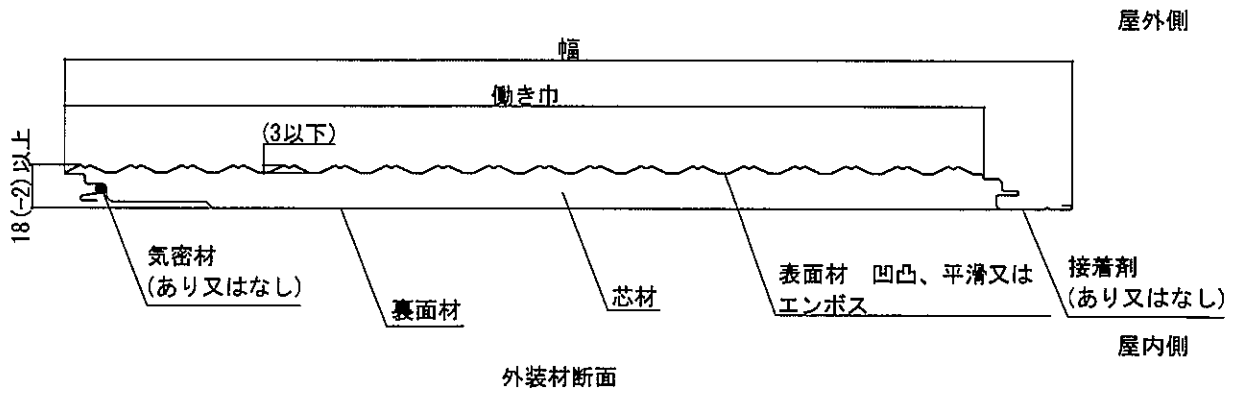 屋外側
幅
働き巾
(3以下)
18(-2)以上
気密材
(あり又はなし)
裏面材
芯材
表面材 凹凸、平滑又は
エンボス
接着剤
(あり又はなし)
屋内側
外装材断面